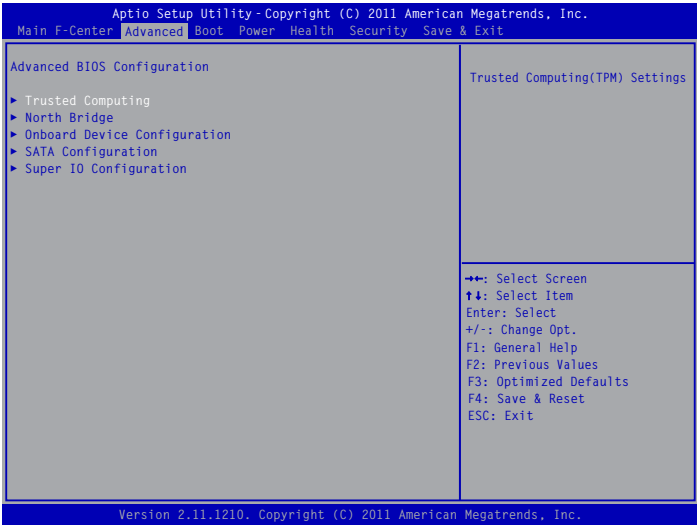 Aptio Setup Utility - Copyright (C) 2011 American Megatrends, Inc.
Main F-Center Advanced Boot Power Health Security Save & Exit
Advanced BIOS Configuration
► Trusted Computing
► North Bridge
► Onboard Device Configuration
► SATA Configuration
► Super IO Configuration
Trusted Computing(TPM) Settings
→←: Select Screen
↑↓: Select Item
Enter: Select
+/-: Change Opt.
F1: General Help
F2: Previous Values
F3: Optimized Defaults
F4: Save & Reset
ESC: Exit
Version 2.11.1210. Copyright (C) 2011 American Megatrends, Inc.